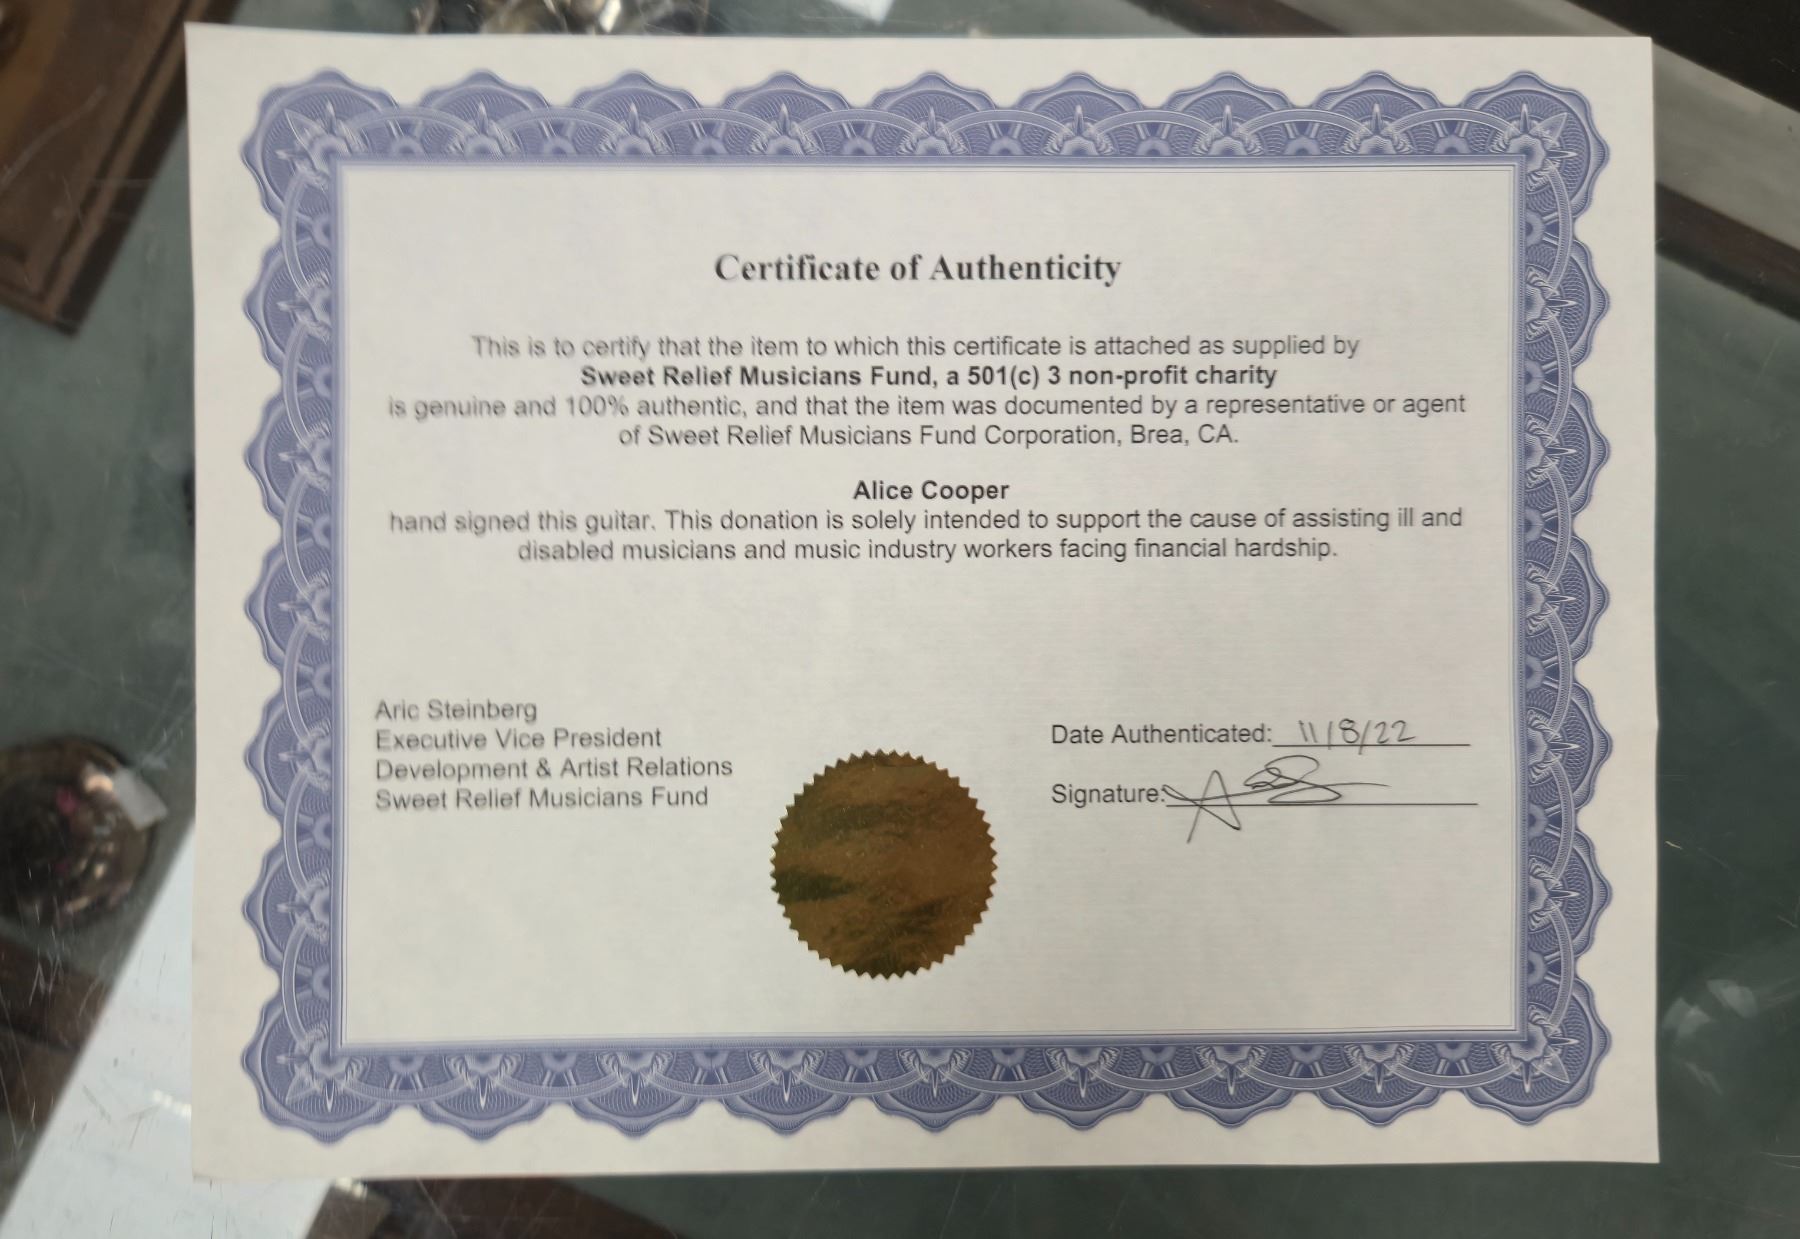 Certificate of Authenticity
This is to certify that the item to which this certificate is attached as supplied by
Sweet Relief Musicians Fund, a 501(c) 3 non-profit charity
is genuine and 100% authentic, and that the item was documented by a representative or agent
of Sweet Relief Musicians Fund Corporation, Brea, CA.
Alice Cooper
hand signed this guitar. This donation is solely intended to support the cause of assisting ill and
disabled musicians and music industry workers facing financial hardship.
Aric Steinberg
Executive Vice President
Development & Artist Relations
Sweet Relief Musicians Fund
Date Authenticated: 11/8/22
Signature: